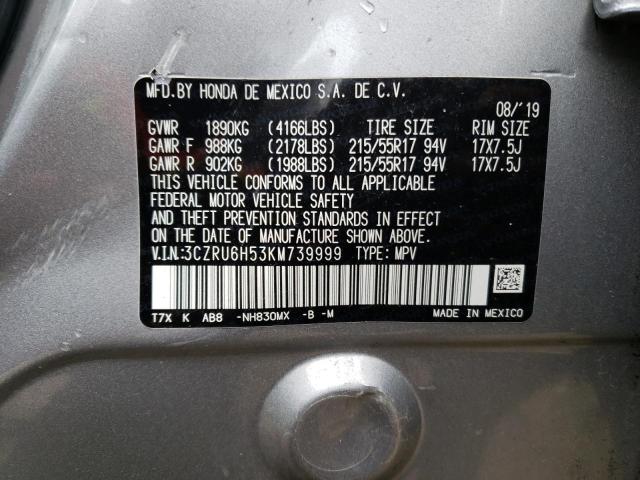 MFD.BY HONDA DE MEXICO S.A. DE C.V.
08/'19
GVWR 1890KG (4166LBS) TIRE SIZE RIM SIZE
GAWR F 988KG (2178LBS) 215/55R17 94V 17X7.5J
GAWR R 902KG (1988LBS) 215/55R17 94V 17X7.5J
THIS VEHICLE CONFORMS TO ALL APPLICABLE
FEDERAL MOTOR VEHICLE SAFETY
AND THEFT PREVENTION STANDARDS IN EFFECT
ON THE DATE OF MANUFACTURE SHOWN ABOVE.
V.I.N:3CZRU6H53KM739999 TYPE: MPV
T7X K AB8 -NH830MX -B -M MADE IN MEXICO